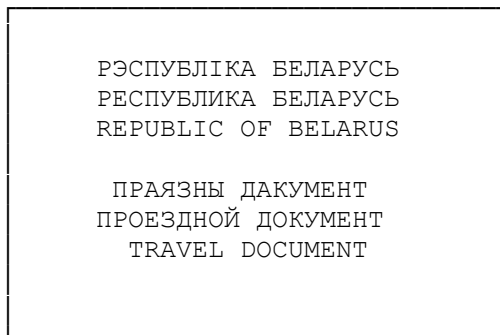 РЭСПУБЛІКА БЕЛАРУСЬ
РЕСПУБЛИКА БЕЛАРУСЬ
REPUBLIC OF BELARUS
ПРАЯЗНЫ ДАКУМЕНТ
ПРОЕЗДНОЙ ДОКУМЕНТ
TRAVEL DOCUMENT